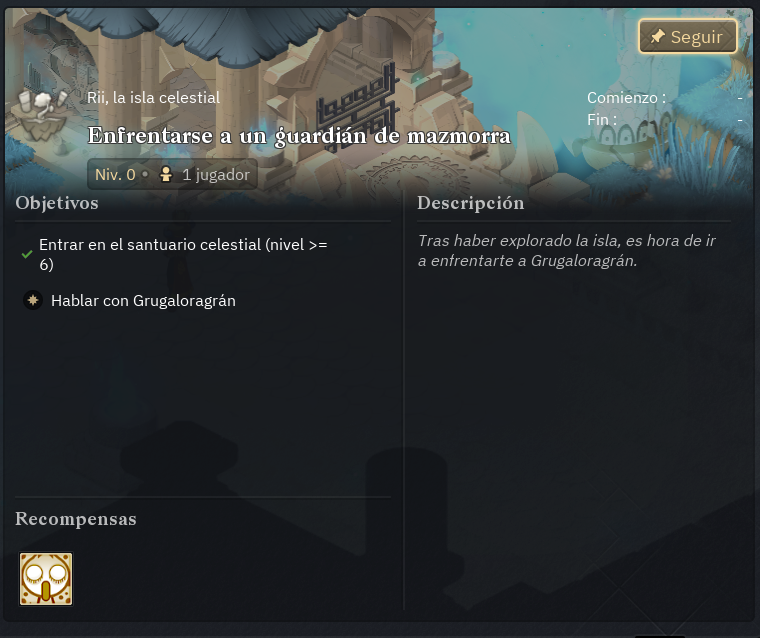 Seguir
Rii, la isla celestial
Comienzo : -
Fin : -
Enfrentarse a un guardián de mazmorra
Niv. 0 • 1 jugador
Objetivos
Entrar en el santuario celestial (nivel >=
6)
Hablar con Grugaloragrán
Descripción
Tras haber explorado la isla, es hora de ir
a enfrentarte a Grugaloragrán.
Recompensas